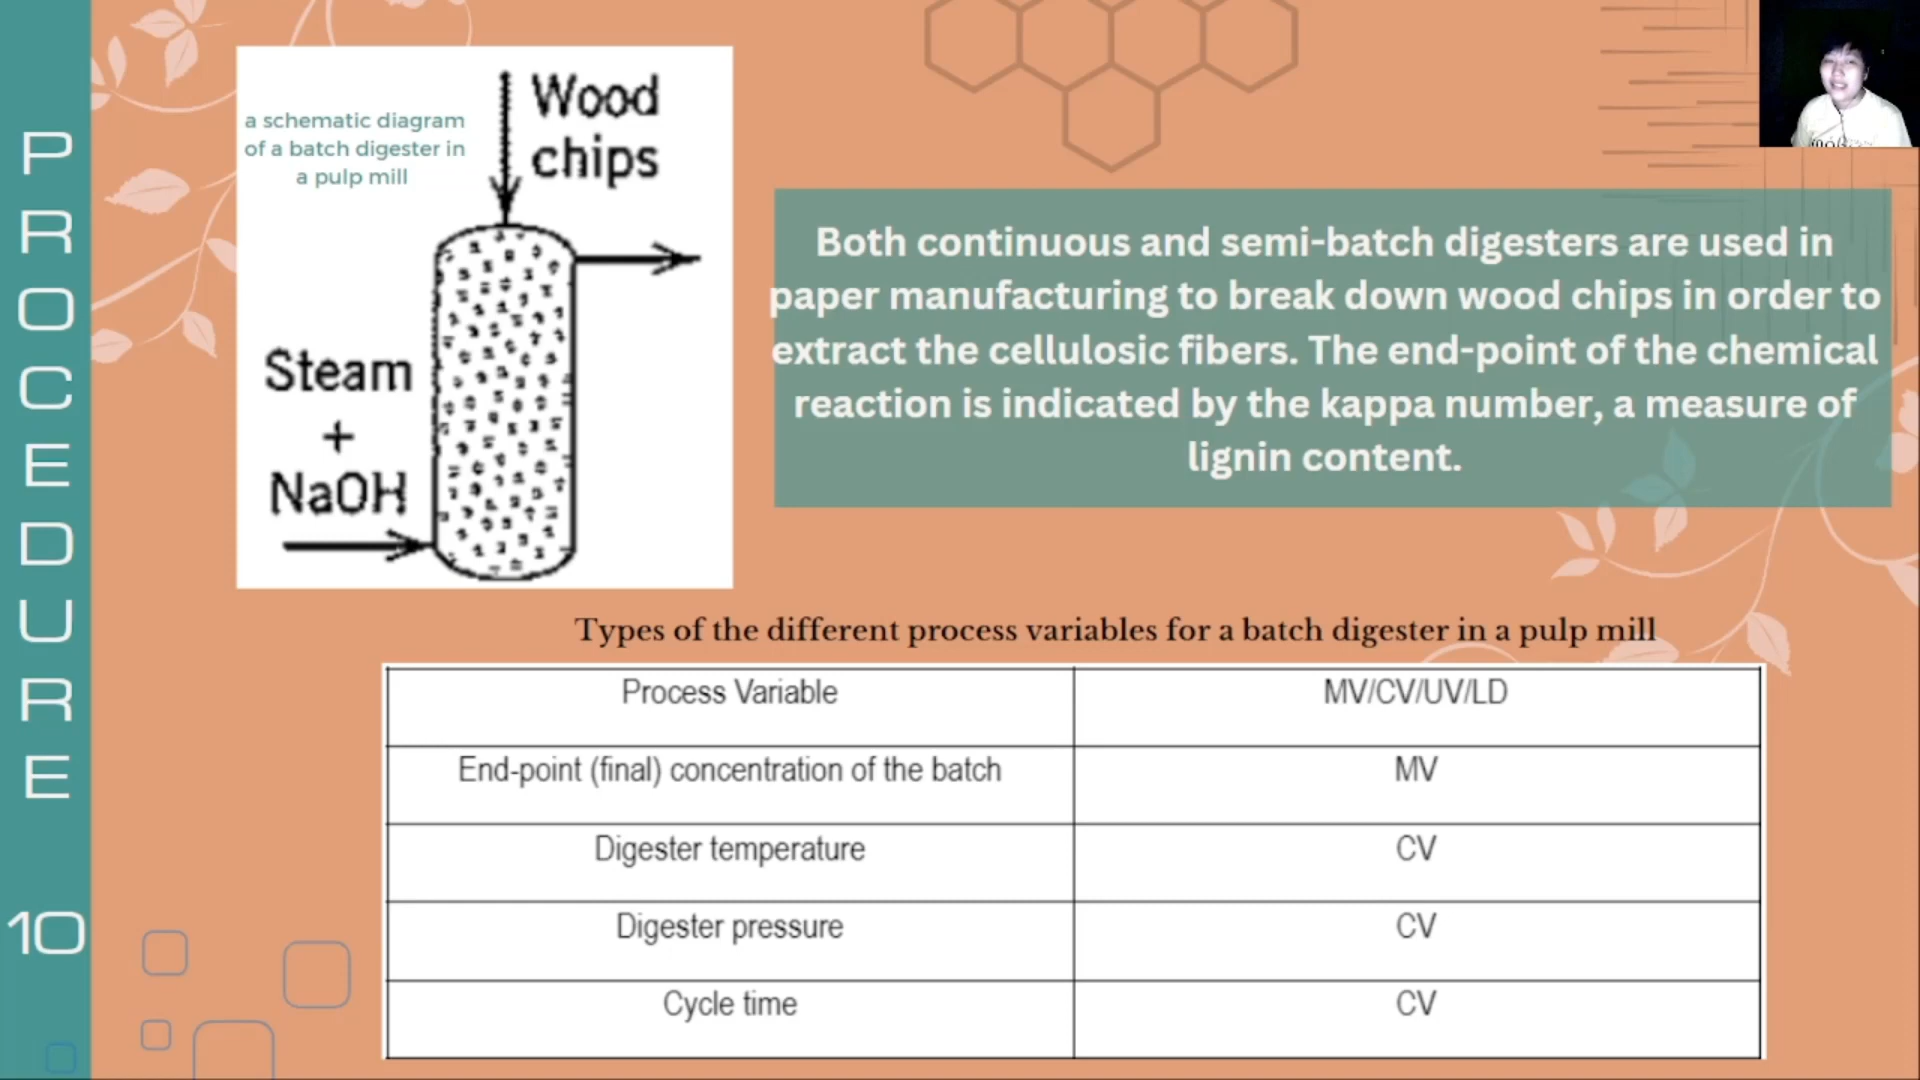 PROCEDURE
10
a schematic diagram
of a batch digester in
a pulp mill
Wood
chips
Steam
+
NaOH
Both continuous and semi-batch digesters are used in
paper manufacturing to break down wood chips in order to
extract the cellulosic fibers. The end-point of the chemical
reaction is indicated by the kappa number, a measure of
lignin content.
Types of the different process variables for a batch digester in a pulp mill
Process Variable MV/CV/UV/LD
End-point (final) concentration of the batch MV
Digester temperature CV
Digester pressure CV
Cycle time CV